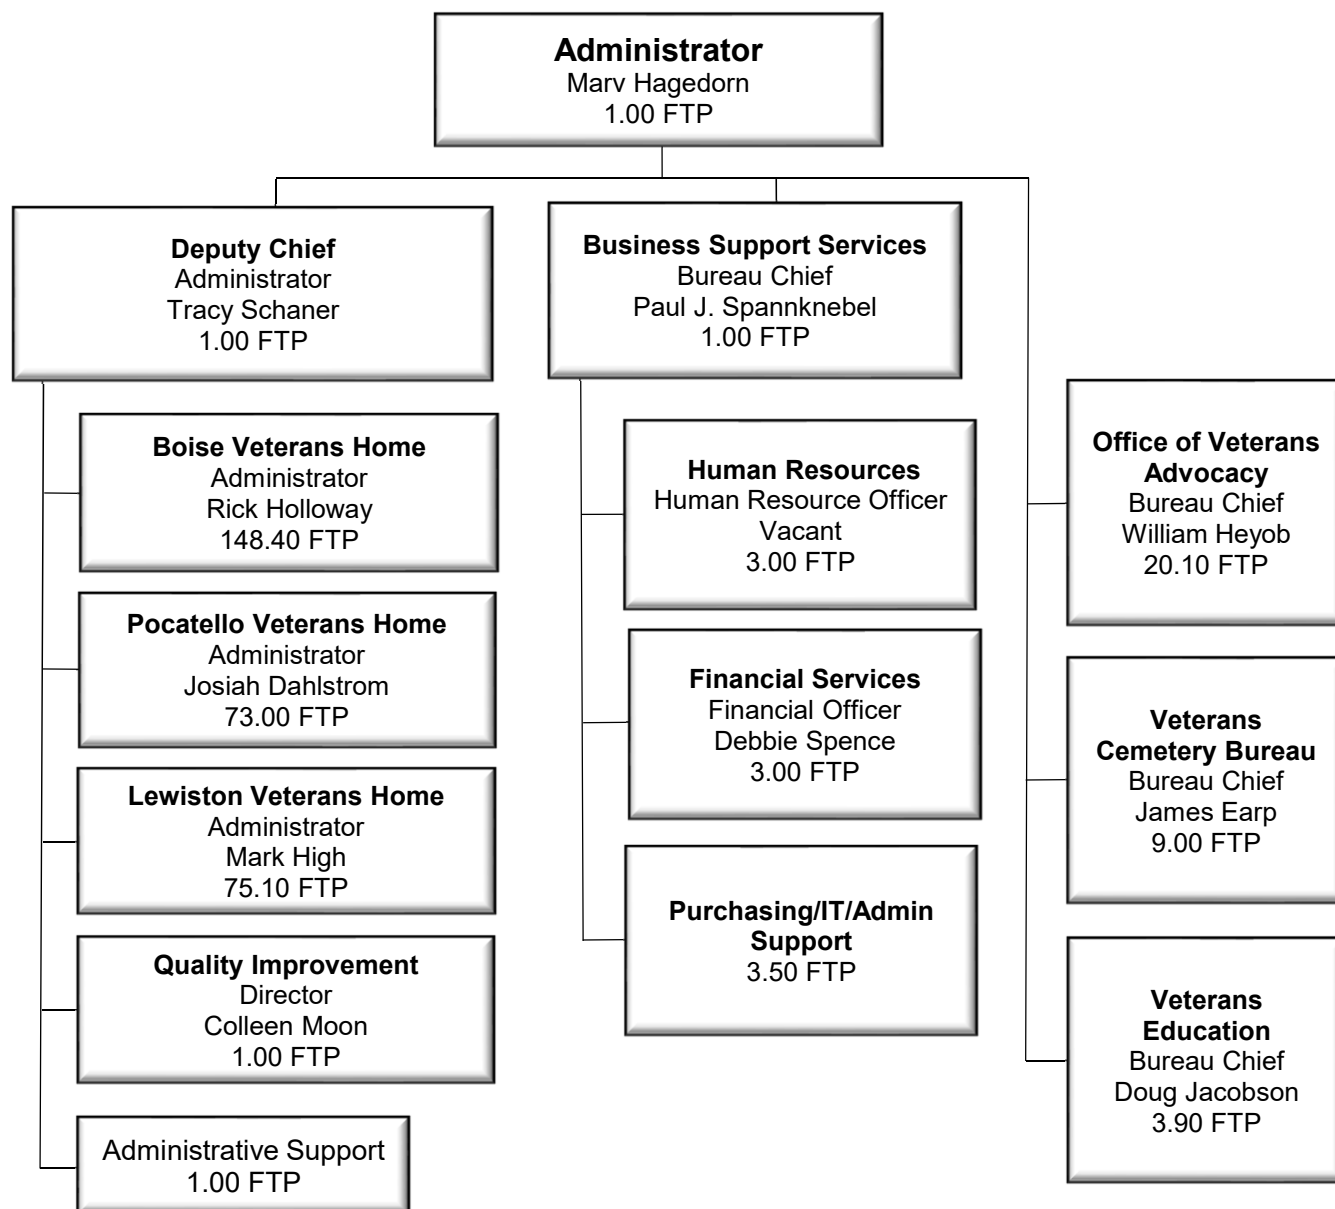 Administrator
Marv Hagedorn
1.00 FTP
Deputy Chief
Administrator
Tracy Schaner
1.00 FTP
Boise Veterans Home
Administrator
Rick Holloway
148.40 FTP
Pocatello Veterans Home
Administrator
Josiah Dahlstrom
73.00 FTP
Lewiston Veterans Home
Administrator
Mark High
75.10 FTP
Quality Improvement
Director
Colleen Moon
1.00 FTP
Administrative Support
1.00 FTP
Business Support Services
Bureau Chief
Paul J. Spannknebel
1.00 FTP
Human Resources
Human Resource Officer
Vacant
3.00 FTP
Financial Services
Financial Officer
Debbie Spence
3.00 FTP
Purchasing/IT/Admin
Support
3.50 FTP
Office of Veterans
Advocacy
Bureau Chief
William Heyob
20.10 FTP
Veterans
Cemetery Bureau
Bureau Chief
James Earp
9.00 FTP
Veterans
Education
Bureau Chief
Doug Jacobson
3.90 FTP